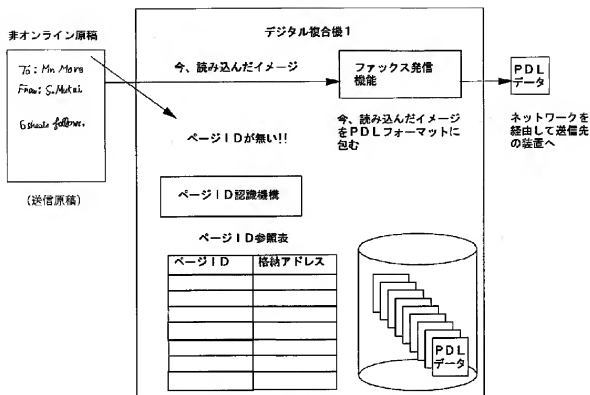 非オンライン原稿
To: Mr. Mora
From: S. Mutai
6 sheets follows.
(送信原稿)
デジタル複合機1
今、読み込んだイメージ
ファックス発信
機能
PDL
データ
今、読み込んだイメージ
をPDLフォーマットに
包む
ネットワークを
経由して送信先
の装置へ
ページIDが無い!!
ページID認識機構
ページID参照表
ページID 格納アドレス
PDL
データ